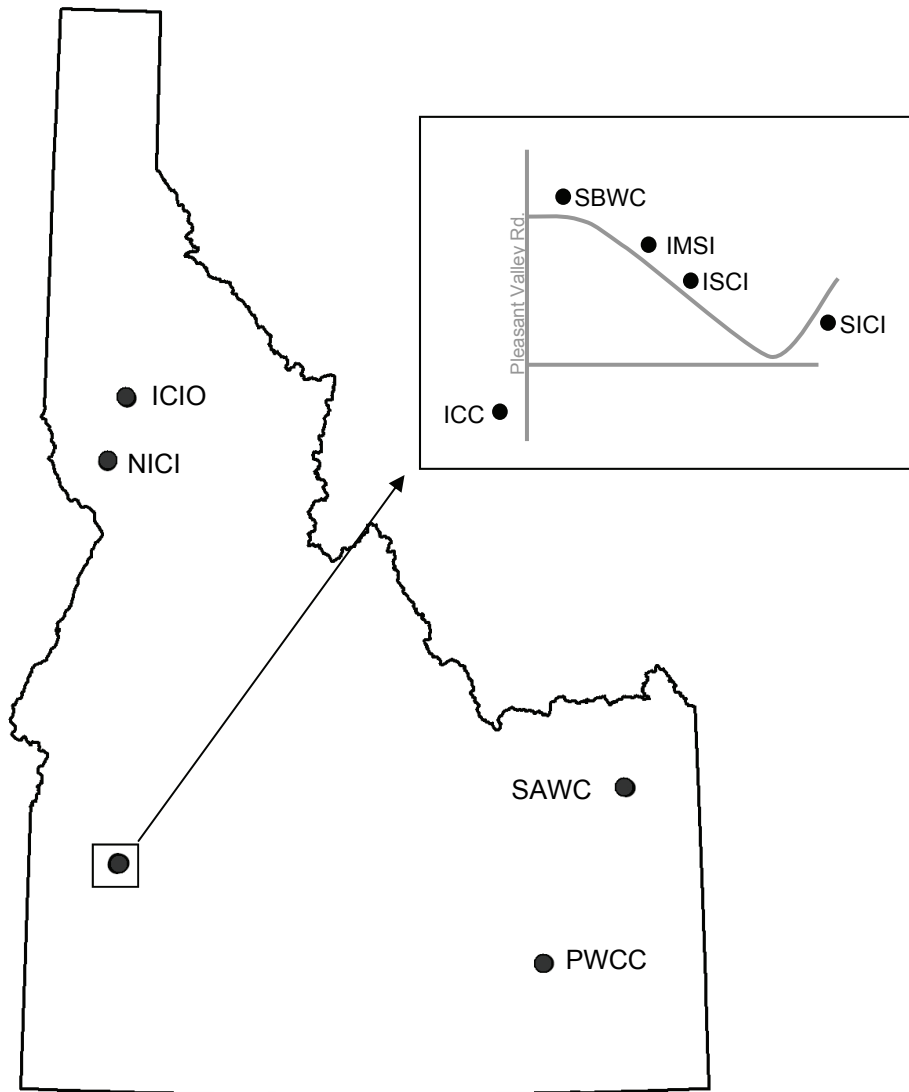 SBWC
IMSI
ISCI
Pleasant Valley Rd.
SICI
ICC
ICIO
NICI
SAWC
PWCC